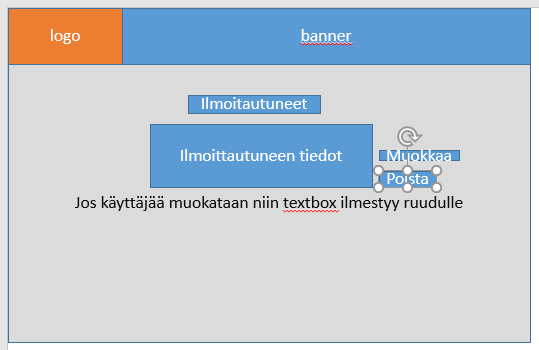 logo
banner
Ilmoitautuneet
Ilmoittautuneen tiedot
Muokkaa
Poista
Jos käyttäjää muokataan niin textbox ilmestyy ruudulle